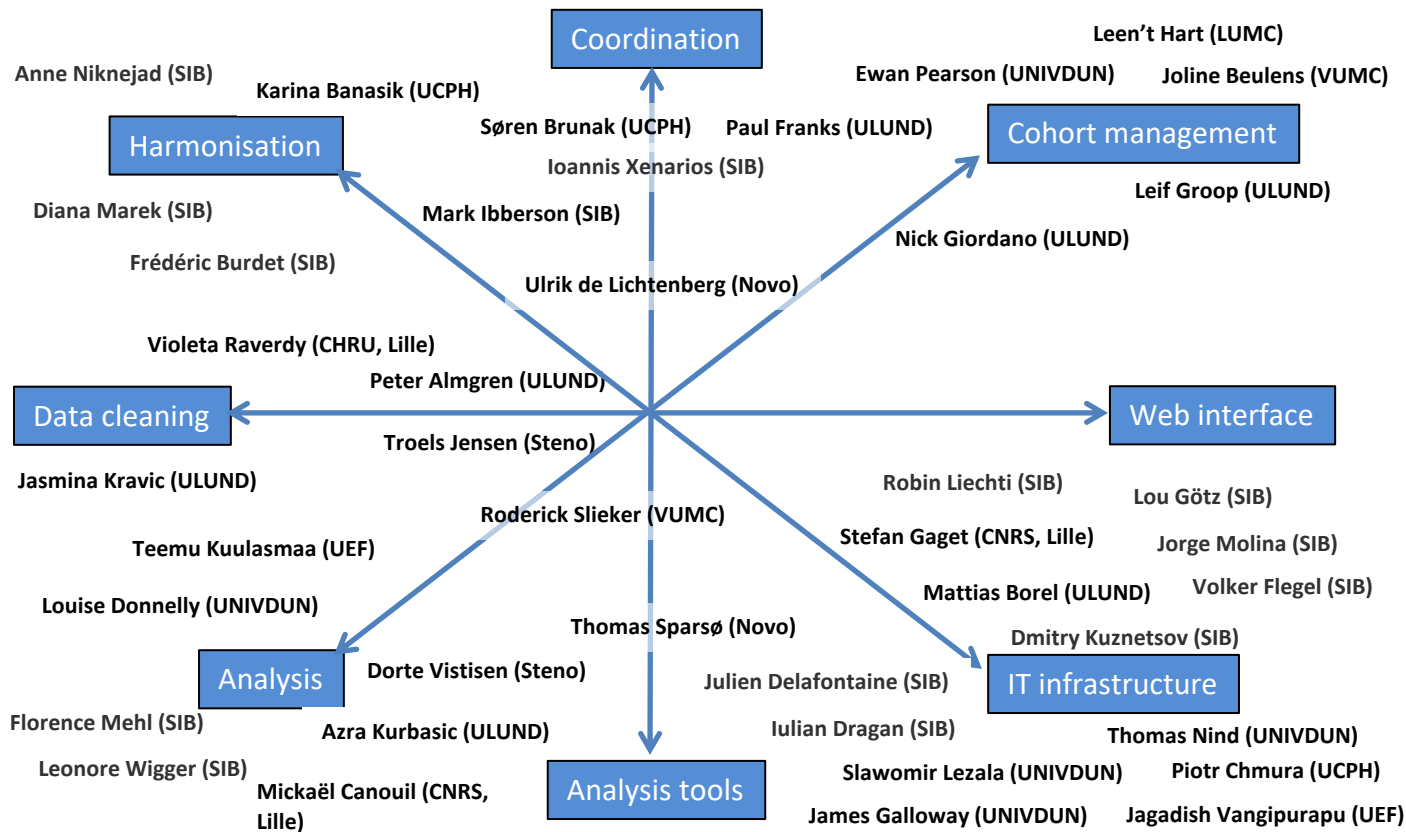 Coordination
Leen't Hart (LUMC)
Anne Niknejad (SIB)
Ewan Pearson (UNIVDUN)
Joline Beulens (VUMC)
Karina Banasik (UCPH)
Søren Brunak (UCPH)
Paul Franks (ULUND)
Harmonisation
Cohort management
Ioannis Xenarios (SIB)
Leif Groop (ULUND)
Diana Marek (SIB)
Mark Ibberson (SIB)
Nick Giordano (ULUND)
Frédéric Burdet (SIB)
Ulrik de Lichtenberg (Novo)
Violeta Raverdy (CHRU, Lille)
Peter Almgren (ULUND)
Data cleaning
Web interface
Troels Jensen (Steno)
Jasmina Kravic (ULUND)
Robin Liechti (SIB)
Lou Götz (SIB)
Roderick Slieker (VUMC)
Stefan Gaget (CNRS, Lille)
Teemu Kuulasmaa (UEF)
Jorge Molina (SIB)
Volker Flegel (SIB)
Mattias Borel (ULUND)
Louise Donnelly (UNIVDUN)
Thomas Sparsø (Novo)
Dmitry Kuznetsov (SIB)
Dorte Vistisen (Steno)
Analysis
Julien Delafontaine (SIB)
IT infrastructure
Florence Mehl (SIB)
Azra Kurbasic (ULUND)
Iulian Dragan (SIB)
Thomas Nind (UNIVDUN)
Leonore Wigger (SIB)
Slawomir Lezala (UNIVDUN)
Piotr Chmura (UCPH)
Mickaël Canouil (CNRS,
Lille)
Analysis tools
James Galloway (UNIVDUN)
Jagadish Vangipurapu (UEF)